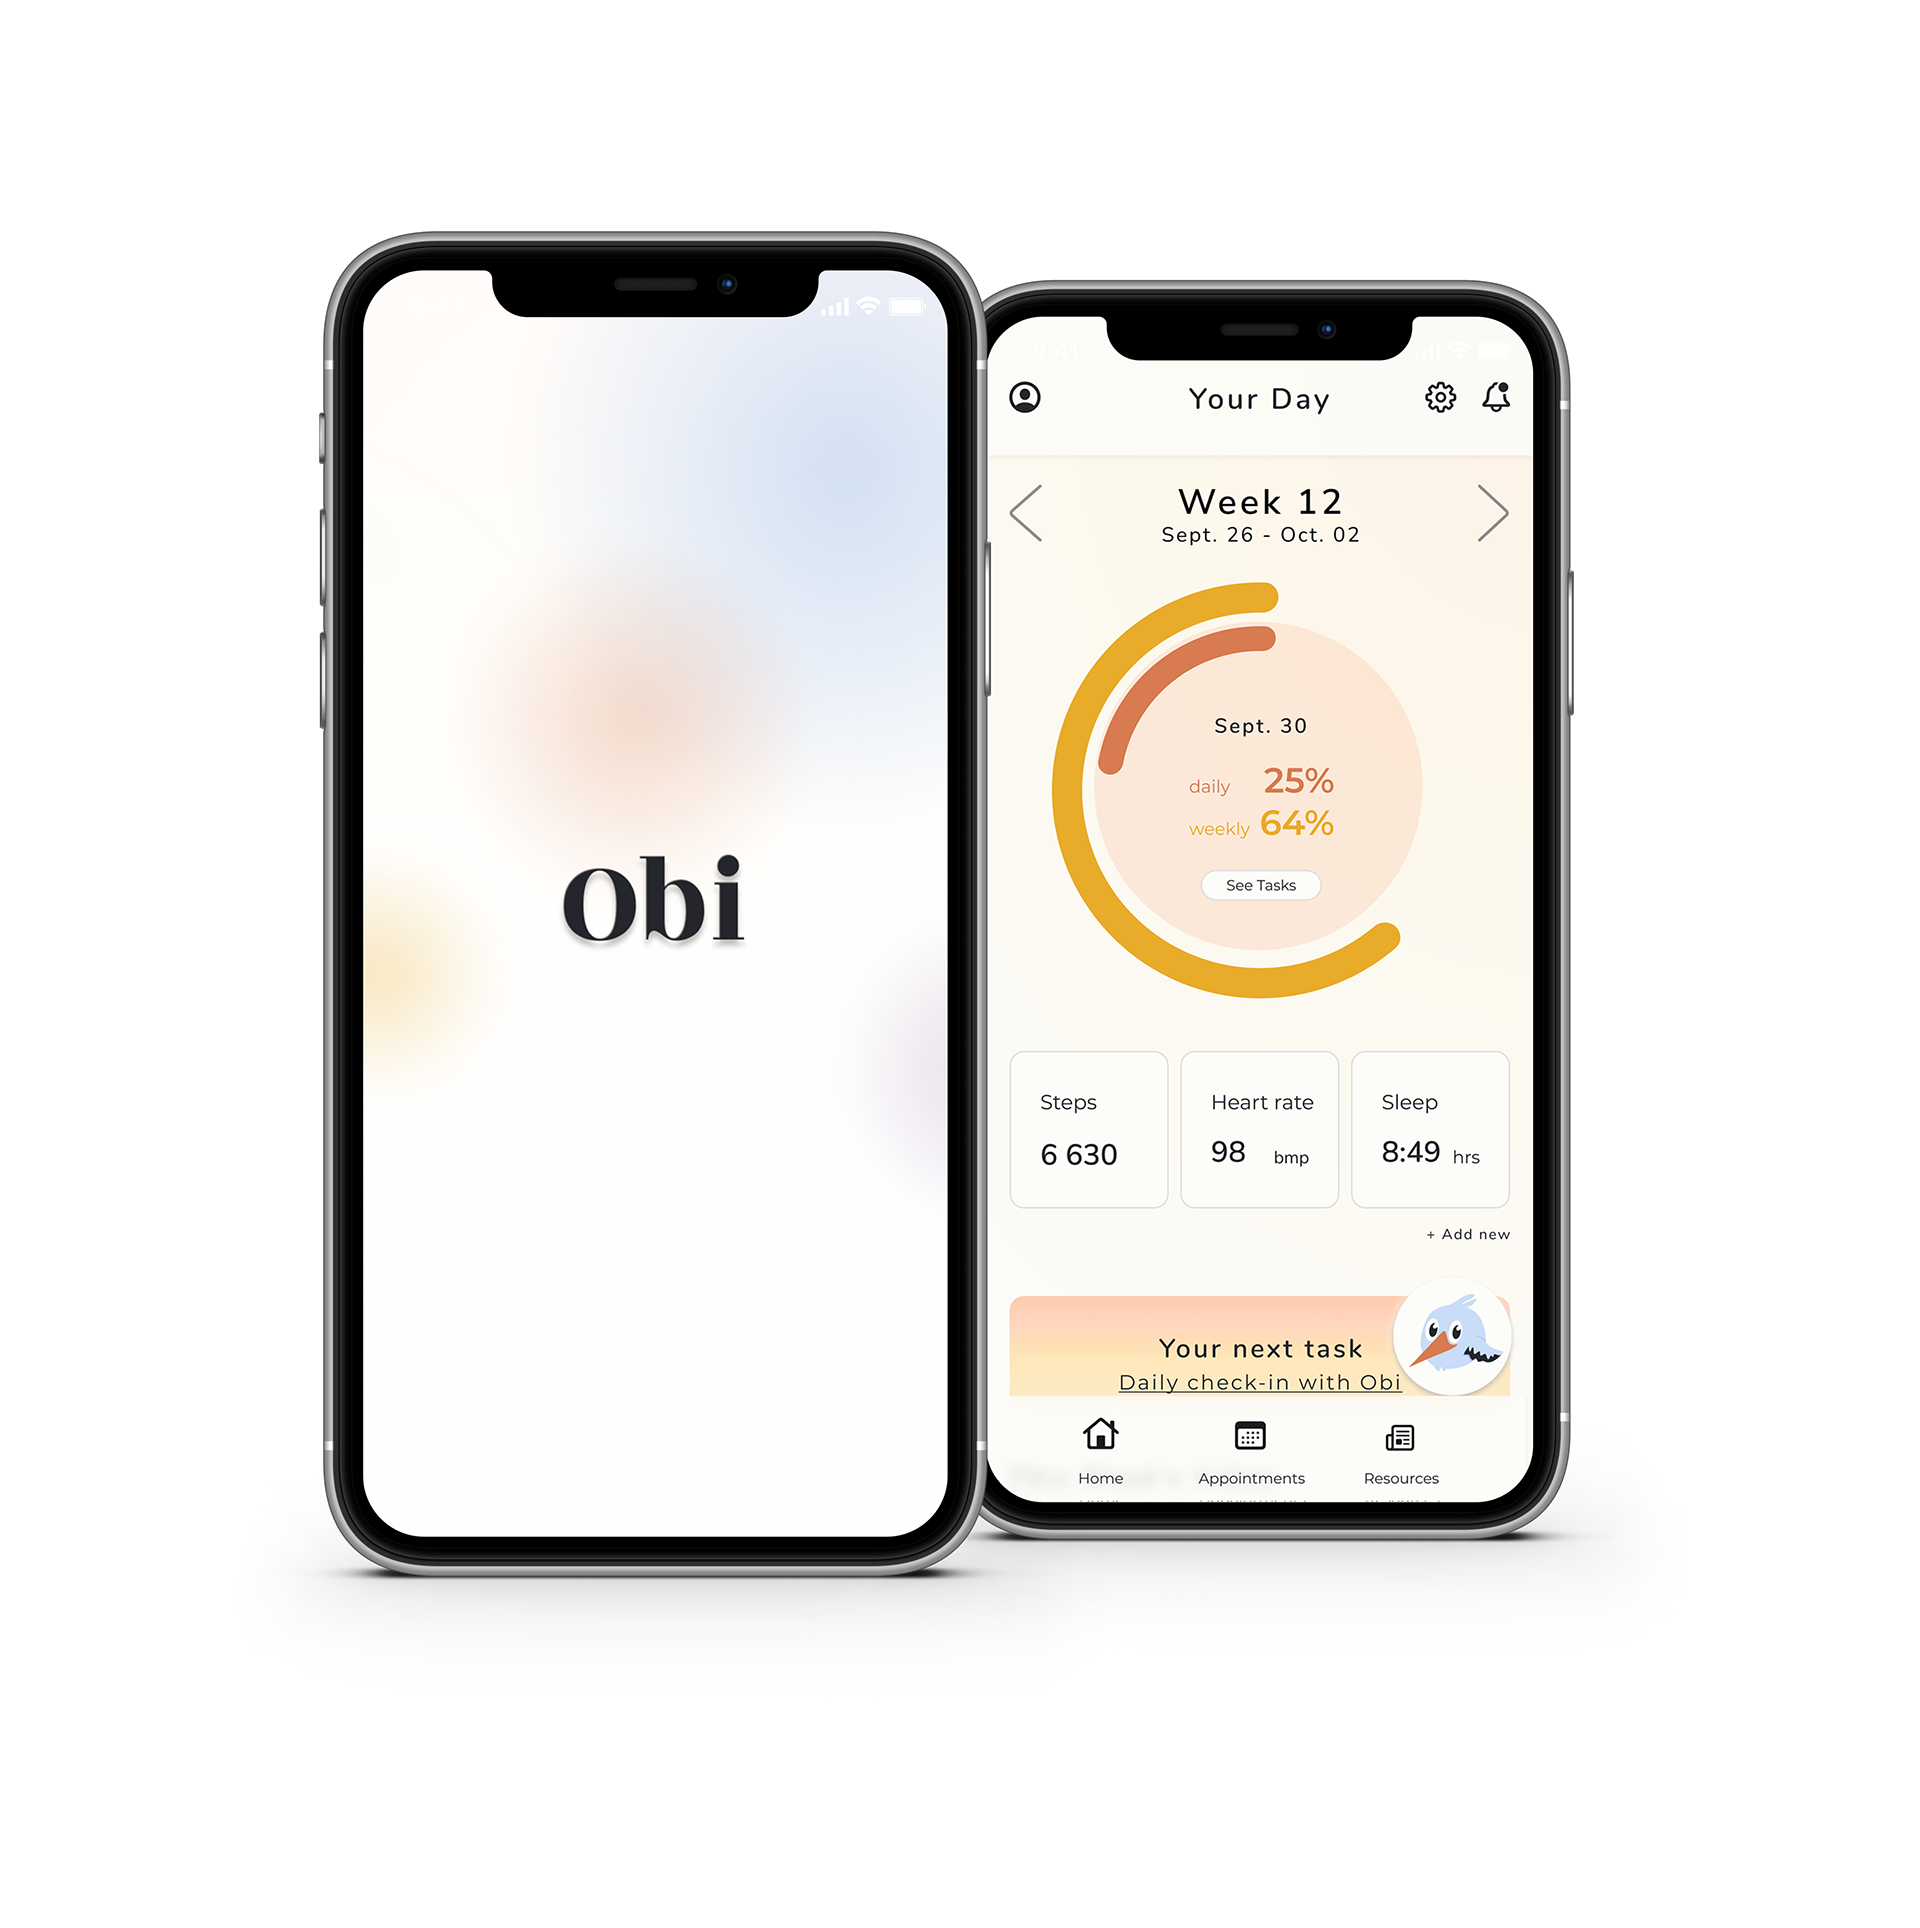 Obi
9:41
Your Day
Week 12
Sept. 26 - Oct. 02
Sept. 30
daily 25%
weekly 64%
See Tasks
Steps
Heart rate
Sleep
6 630
98 bmp
8:49 hrs
+ Add new
Your next task
Daily check-in with Obi
Home
Appointments
Resources